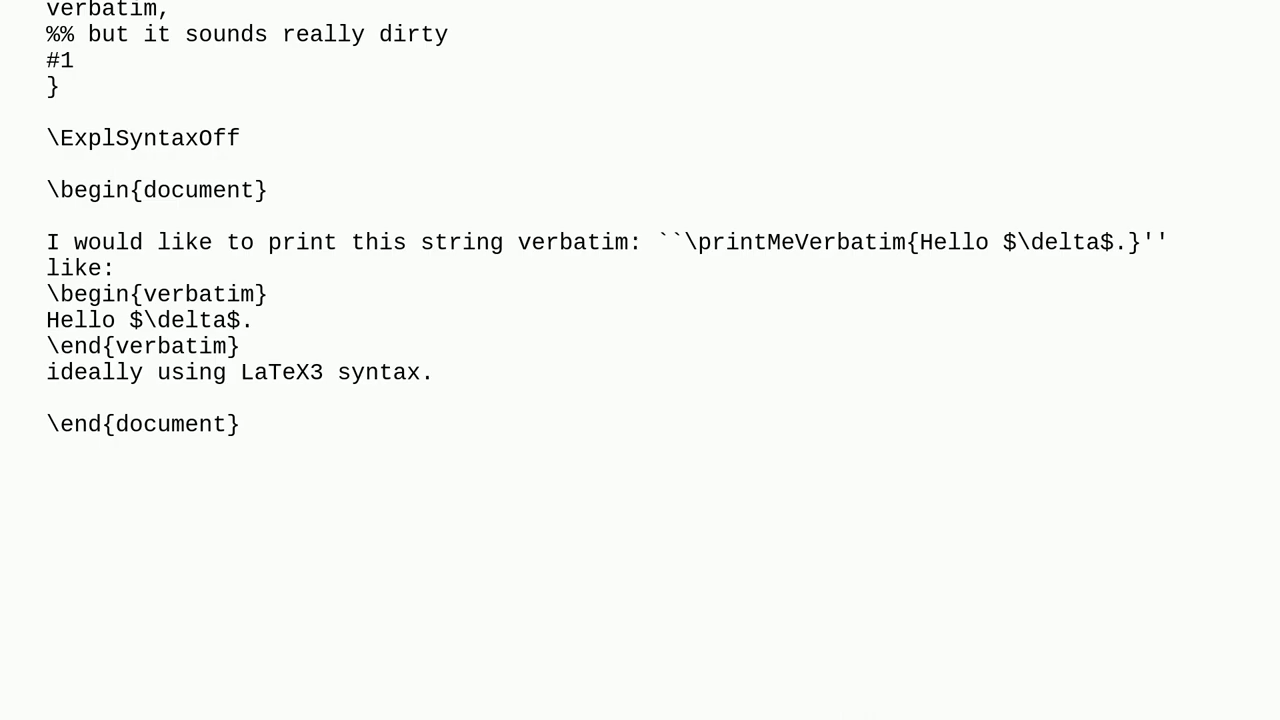 verbatim,
%% but it sounds really dirty
#1
}
\ExplSyntaxOff
\begin{document}
I would like to print this string verbatim: ``\printMeVerbatim{Hello $\delta$.}''
like:
\begin{verbatim}
Hello $\delta$.
\end{verbatim}
ideally using LaTeX3 syntax.
\end{document}